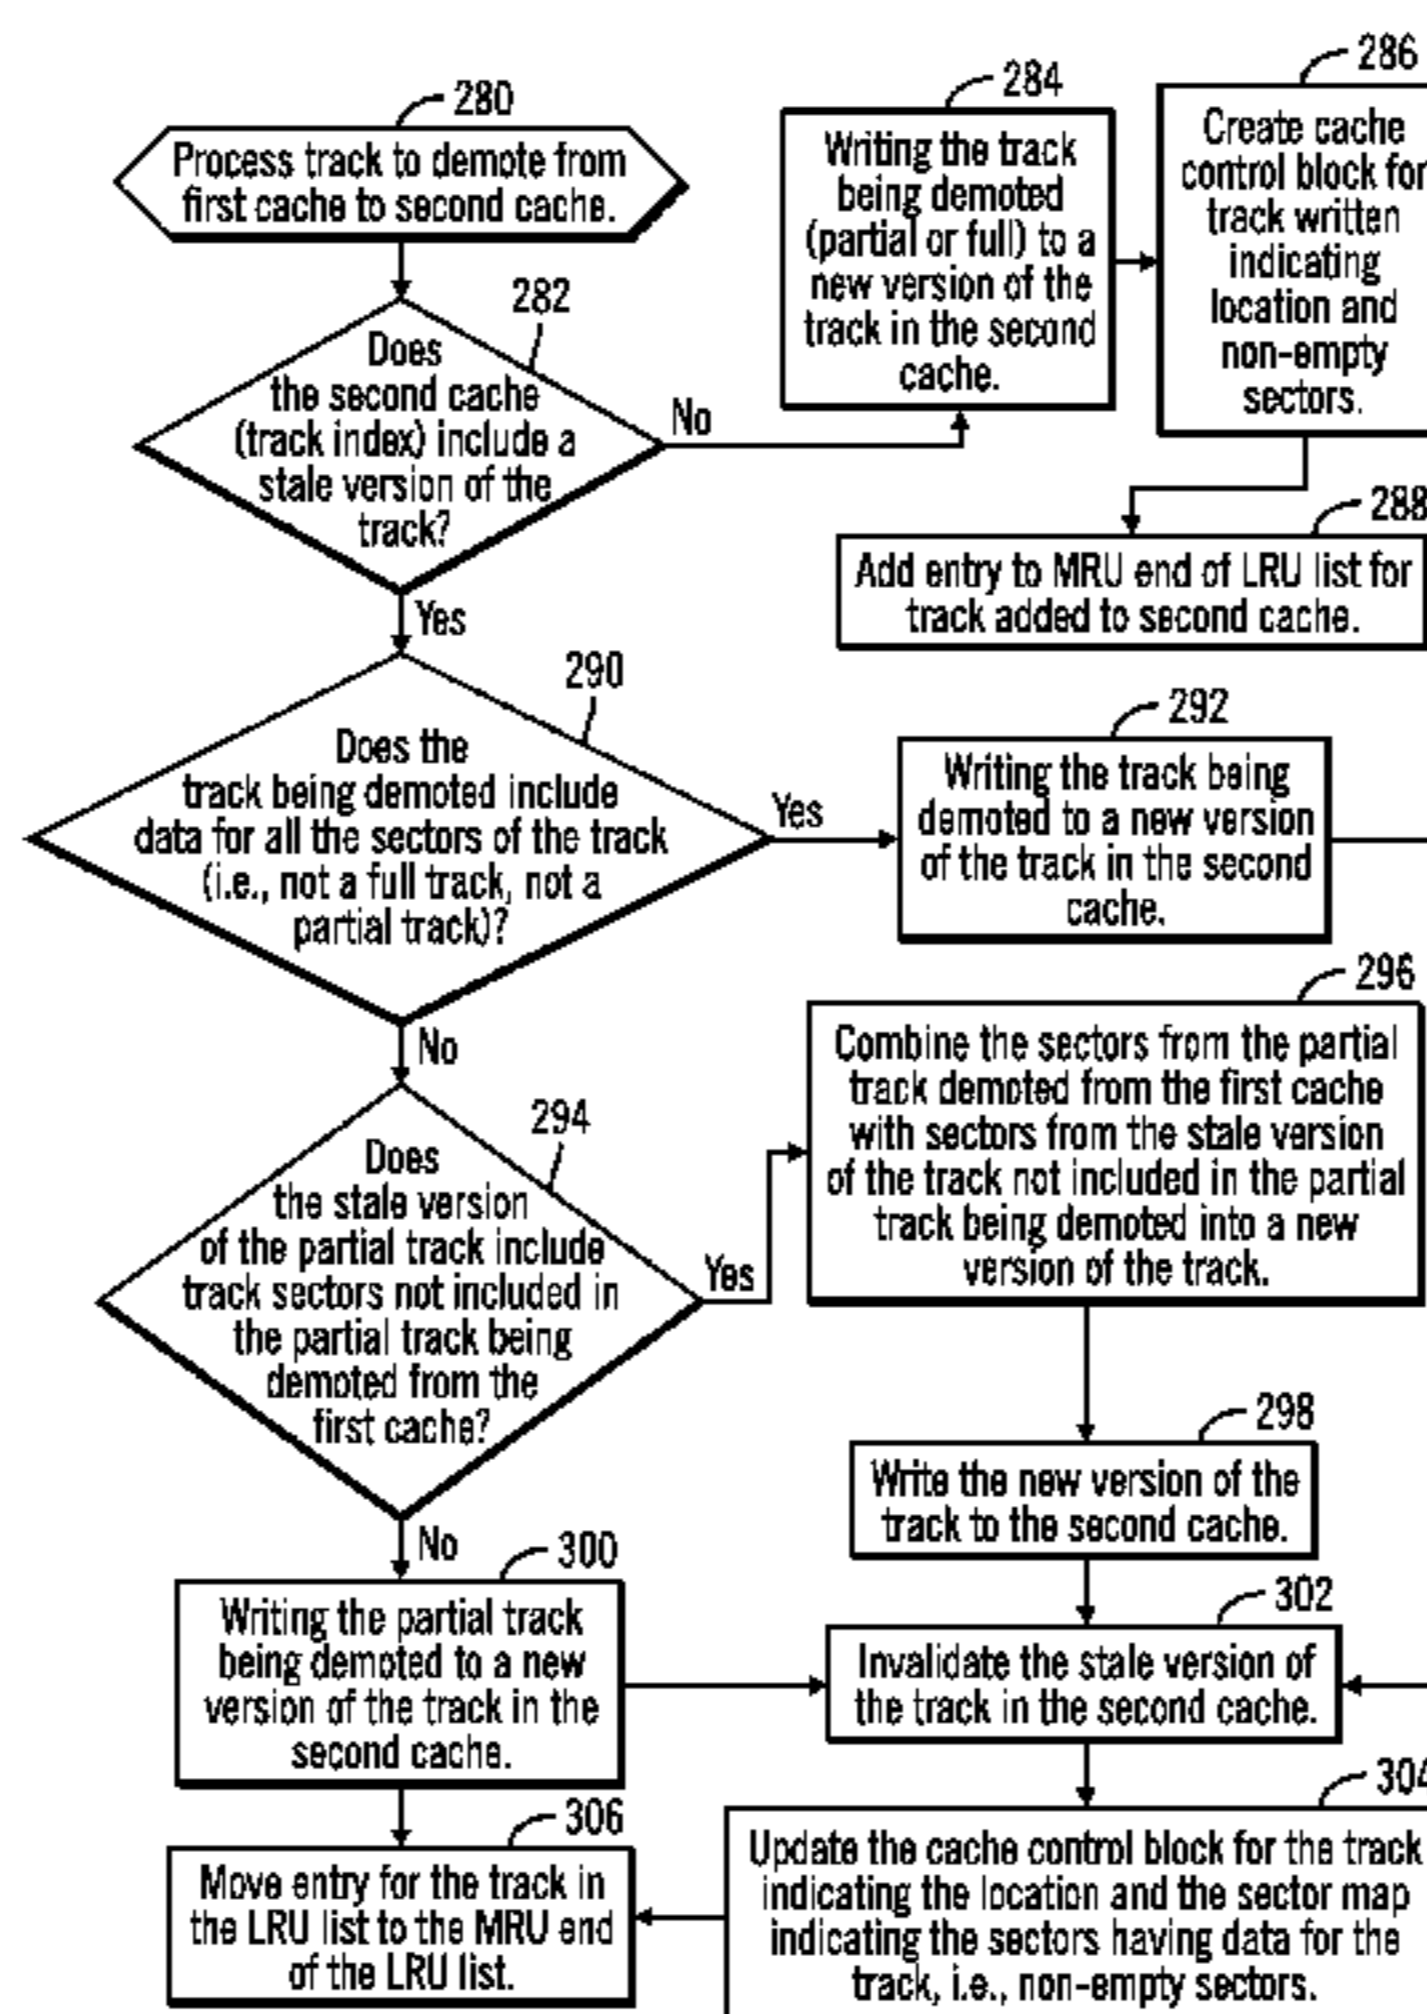 280
Process track to demote from
first cache to second cache.
282
Does
the second cache
(track index) include a
stale version of the
track?
No
Yes
284
Writing the track
being demoted
(partial or full) to a
new version of the
track in the second
cache.
286
Create cache
control block for
track written
indicating
location and
non-empty
sectors.
288
Add entry to MRU end of LRU list for
track added to second cache.
290
Does the
track being demoted include
data for all the sectors of the track
(i.e., not a full track, not a
partial track)?
Yes
No
292
Writing the track being
demoted to a new version
of the track in the second
cache.
294
Does
the stale version
of the partial track include
track sectors not included in
the partial track being
demoted from the
first cache?
Yes
No
296
Combine the sectors from the partial
track demoted from the first cache
with sectors from the stale version
of the track not included in the partial
track being demoted into a new
version of the track.
298
Write the new version of the
track to the second cache.
300
Writing the partial track
being demoted to a new
version of the track in the
second cache.
302
Invalidate the stale version of
the track in the second cache.
304
Update the cache control block for the track
indicating the location and the sector map
indicating the sectors having data for the
track, i.e., non-empty sectors.
306
Move entry for the track in
the LRU list to the MRU end
of the LRU list.